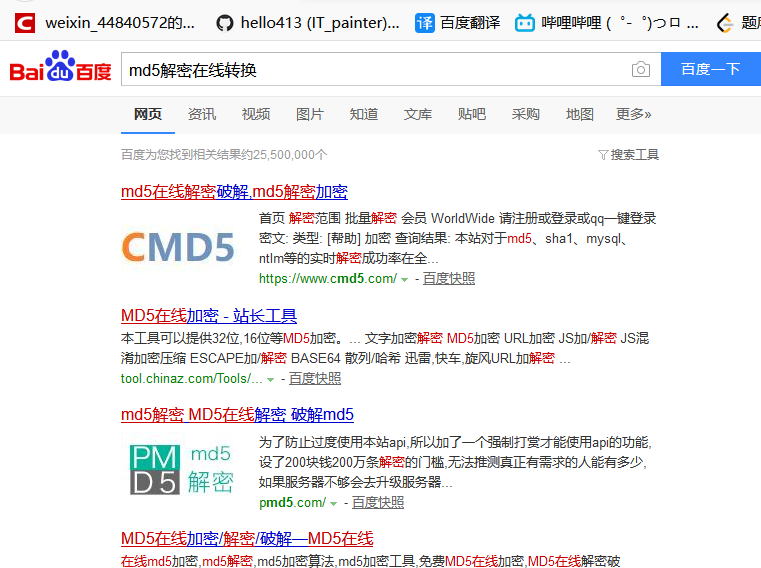 weixin_44840572的... hello413 (IT_painter)... 译 百度翻译 哔哩哔哩 ( ゜- ゜)つロ ... 题库
Bai du 百度 md5解密在线转换 百度一下
网页 资讯 视频 图片 知道 文库 贴吧 采购 地图 更多»
百度为您找到相关结果约25,500,000个 搜索工具
md5在线解密破解,md5解密加密
首页 解密范围 批量解密 会员 WorldWide 请注册或登录或qq一键登录
CMD5
密文: 类型: [帮助] 加密 查询结果: 本站对于md5、sha1、mysql、
ntlm等的实时解密成功率在全...
https://www.cmd5.com/ - 百度快照
MD5在线加密 - 站长工具
本工具可以提供32位,16位等MD5加密。... 文字加密解密 MD5加密 URL加密 JS加/解密 JS混
淆加密压缩 ESCAPE加/解密 BASE64 散列/哈希 迅雷,快车,旋风URL加解密 ...
tool.chinaz.com/Tools/... - 百度快照
md5解密 MD5在线解密 破解md5
PM
D5
md5
解密
为了防止过度使用本站api,所以加了一个强制打赏才能使用api的功能,
设了200块钱200万条解密的门槛,无法推测真正有需求的人能有多少,
如果服务器不够会去升级服务器...
pmd5.com/ - 百度快照
MD5在线加密/解密/破解—MD5在线
在线md5加密,md5解密,md5加密算法,md5加密工具,免费MD5在线加密,MD5在线解密破